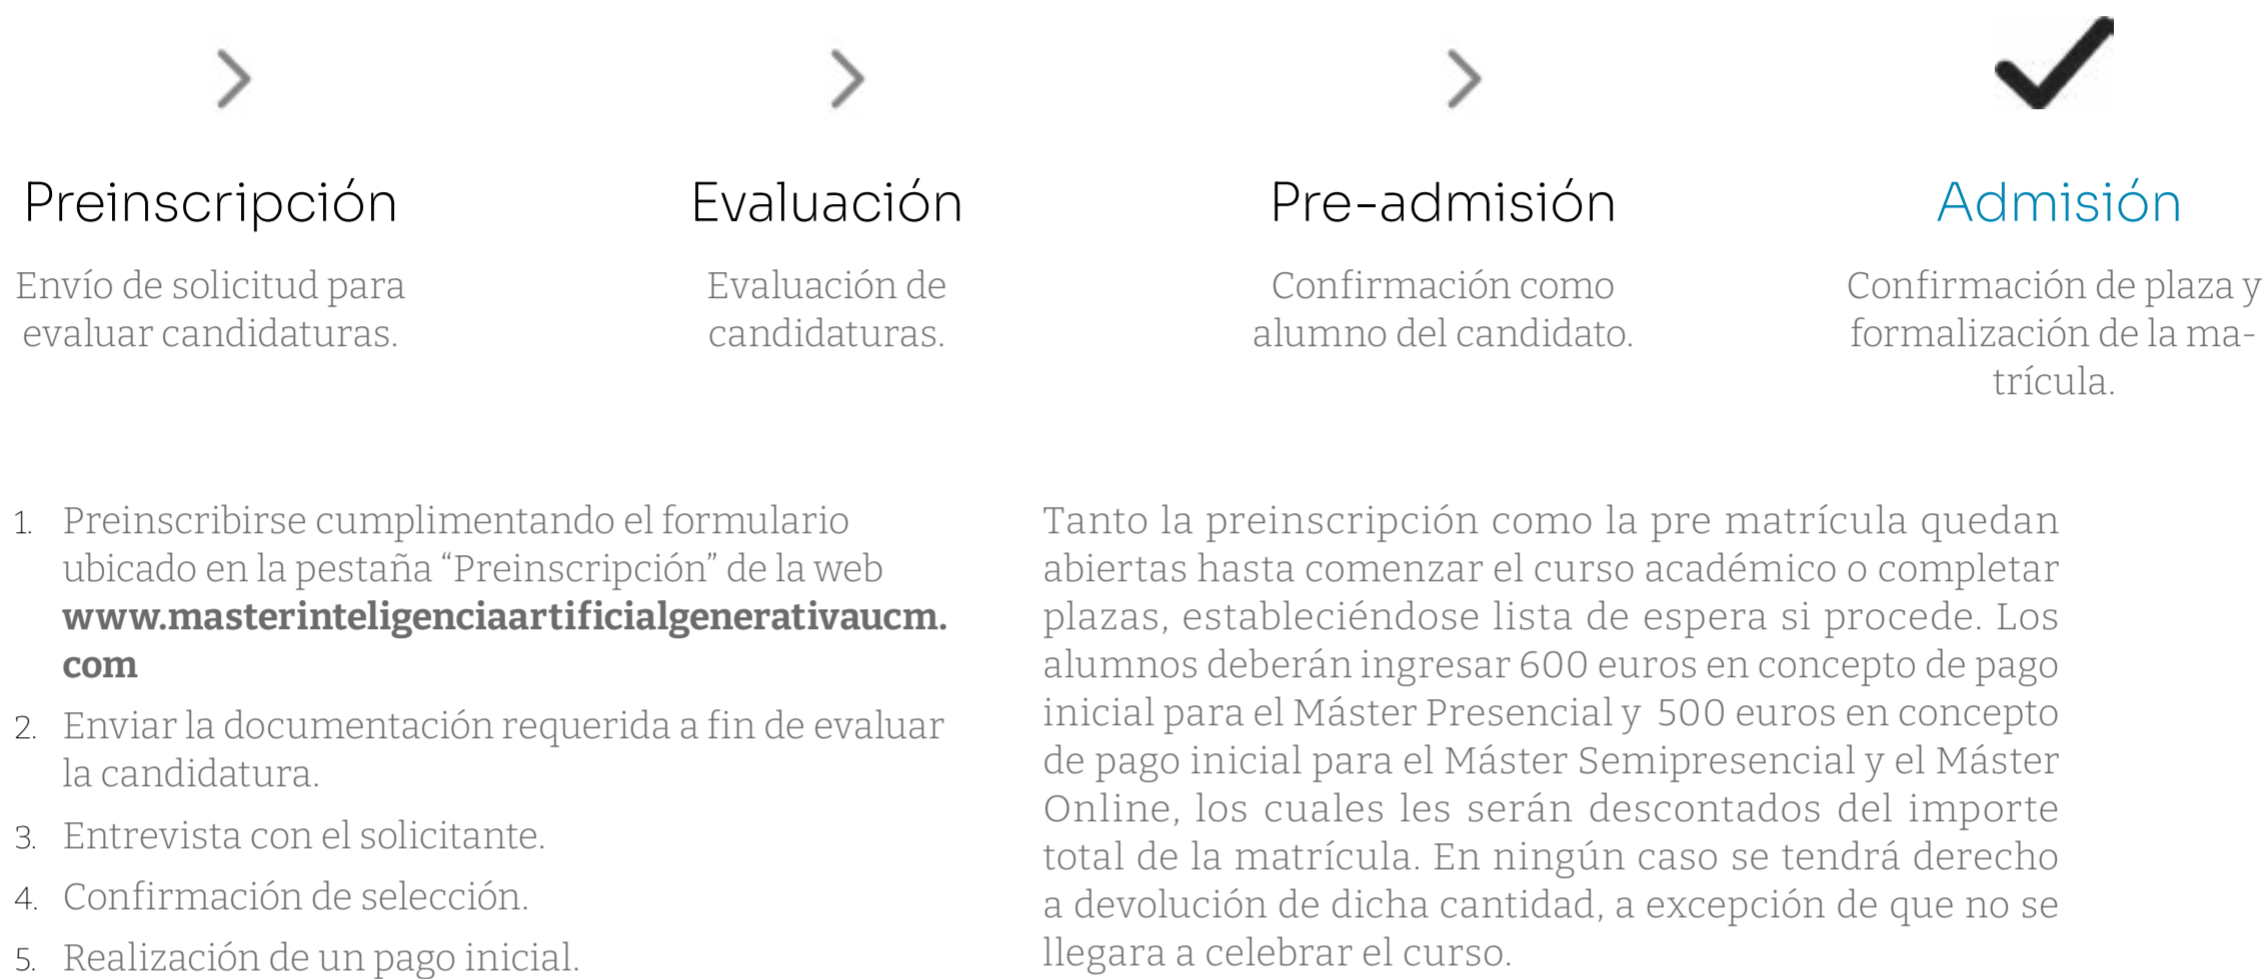 Preinscripción
Envío de solicitud para
evaluar candidaturas.
Evaluación
Evaluación de
candidaturas.
Pre-admisión
Confirmación como
alumno del candidato.
Admisión
Confirmación de plaza y
formalización de la ma-
trícula.
1. Preinscribirse cumplimentando el formulario
ubicado en la pestaña “Preinscripción” de la web
www.masterinteligenciaartificialgenerativaucm.
com
2. Enviar la documentación requerida a fin de evaluar
la candidatura.
3. Entrevista con el solicitante.
4. Confirmación de selección.
5. Realización de un pago inicial.
Tanto la preinscripción como la pre matrícula quedan
abiertas hasta comenzar el curso académico o completar
plazas, estableciéndose lista de espera si procede. Los
alumnos deberán ingresar 600 euros en concepto de pago
inicial para el Máster Presencial y 500 euros en concepto
de pago inicial para el Máster Semipresencial y el Máster
Online, los cuales les serán descontados del importe
total de la matrícula. En ningún caso se tendrá derecho
a devolución de dicha cantidad, a excepción de que no se
llegara a celebrar el curso.